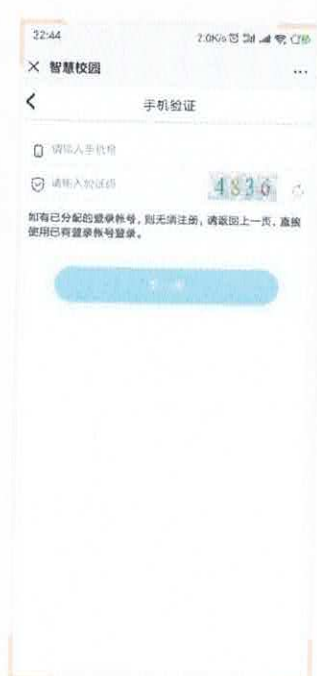 22:44
2.0K/s
智慧校园
手机验证
请输入手机号
请输入验证码
4836
如有已分配的登录帐号，则无须注册，请返回上一页，直接
使用已有登录帐号登录。
下一步